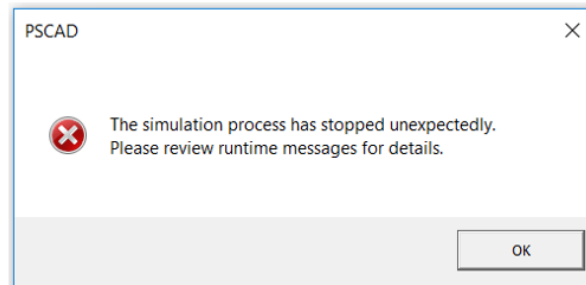 PSCAD
The simulation process has stopped unexpectedly.
Please review runtime messages for details.
OK